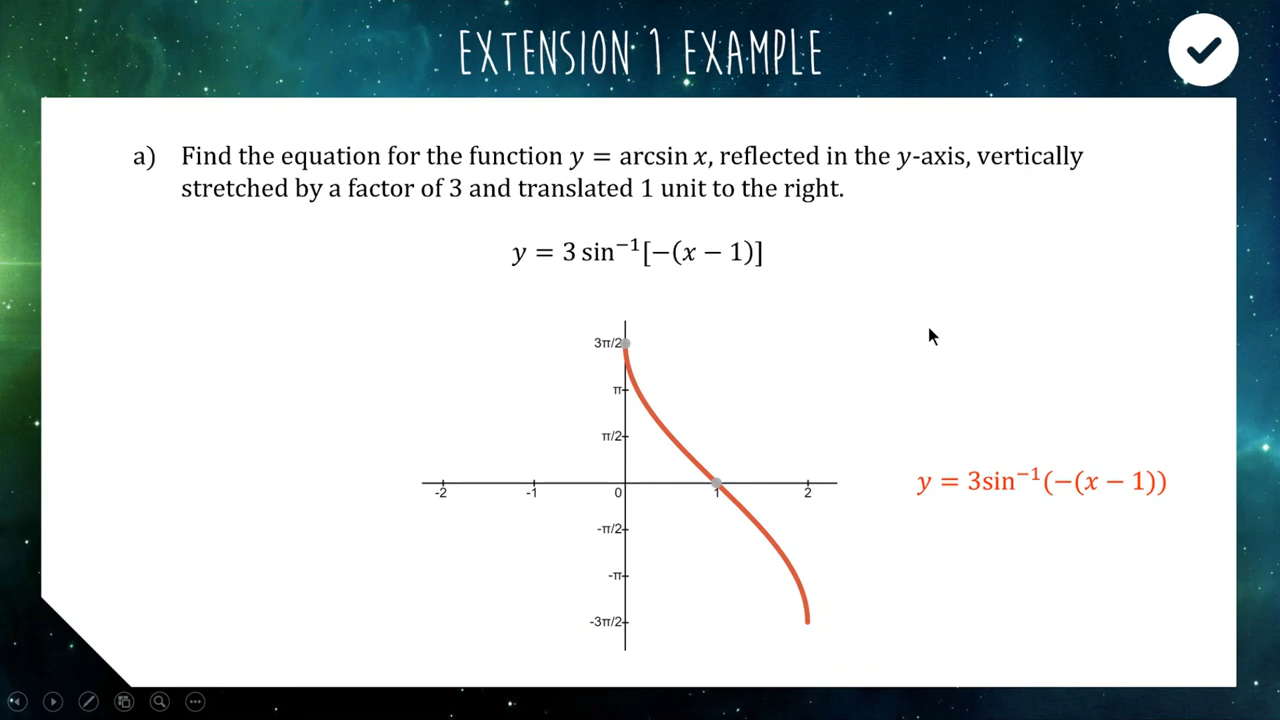 EXTENSION 1 EXAMPLE
a) Find the equation for the function y = arcsin x, reflected in the y-axis, vertically
stretched by a factor of 3 and translated 1 unit to the right.
y = 3 sin⁻¹[−(x − 1)]
3π/2
π
π/2
-2 -1 0 1 2
y = 3sin⁻¹(−(x − 1))
-π/2
-π
-3π/2